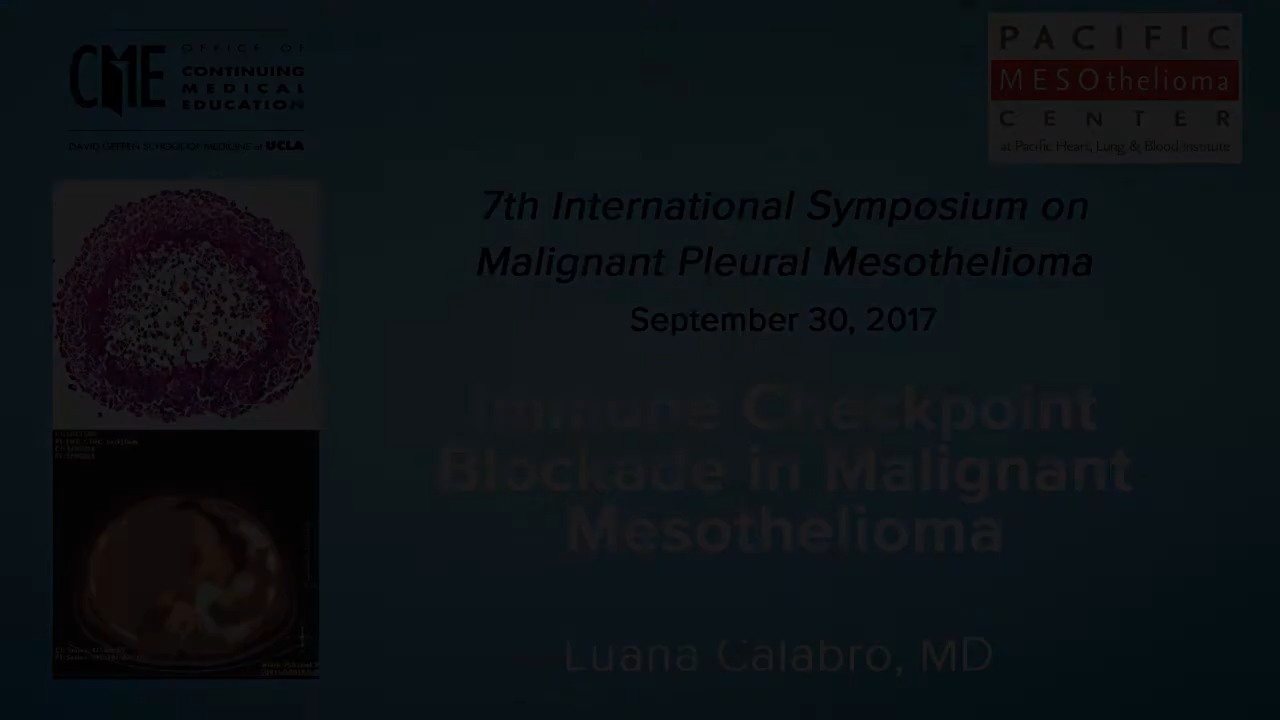 CME
OFFICE OF
CONTINUING
MEDICAL
EDUCATION
DAVID GEFFEN SCHOOL OF MEDICINE at UCLA
PACIFIC
MESOthelioma
CENTER
at Pacific Heart, Lung & Blood Institute
7th International Symposium on
Malignant Pleural Mesothelioma
September 30, 2017
Immune Checkpoint
Blockade in Malignant
Mesothelioma
Luana Calabro, MD